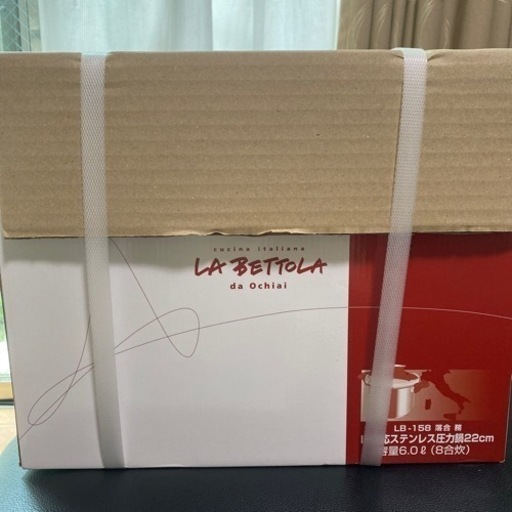 cucina italiana
LA BETTOLA
da Ochiai
LB-158 落合 務
応ステンレス圧力鍋22cm
容量6.0ℓ（8合炊）